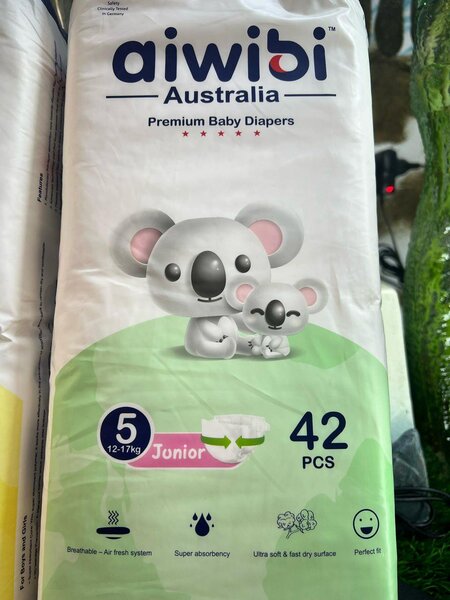 Safety
Clinically Tested
in Germany
aiwibi™
Australia
Premium Baby Diapers
5
12-17kg
Junior
42
PCS
Breathable – Air fresh system
Super absorbency
Ultra soft & fast dry surface
Perfect fit
Features
For Boys and Girls